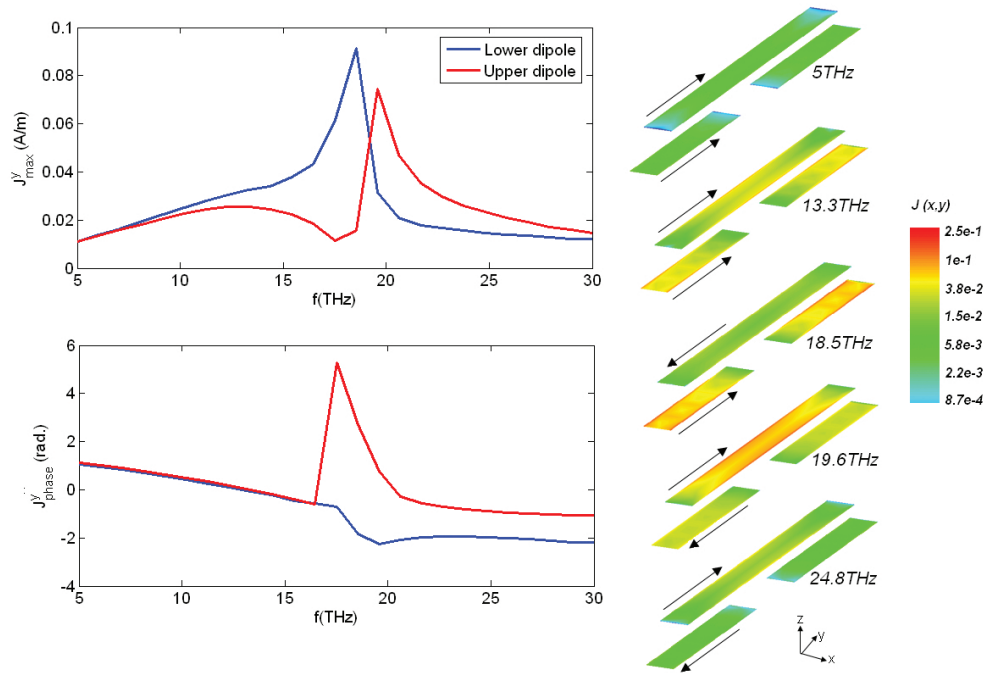 0.1
0.08
0.06
0.04
0.02
0
J^y_max (A/m)
Lower dipole
Upper dipole
5 10 15 20 25 30
f(THz)
6
4
2
0
-2
-4
J^y_phase (rad.)
5 10 15 20 25 30
f(THz)
5THz
13.3THz
18.5THz
19.6THz
24.8THz
J (x,y)
2.5e-1
1e-1
3.8e-2
1.5e-2
5.8e-3
2.2e-3
8.7e-4
z
y
x